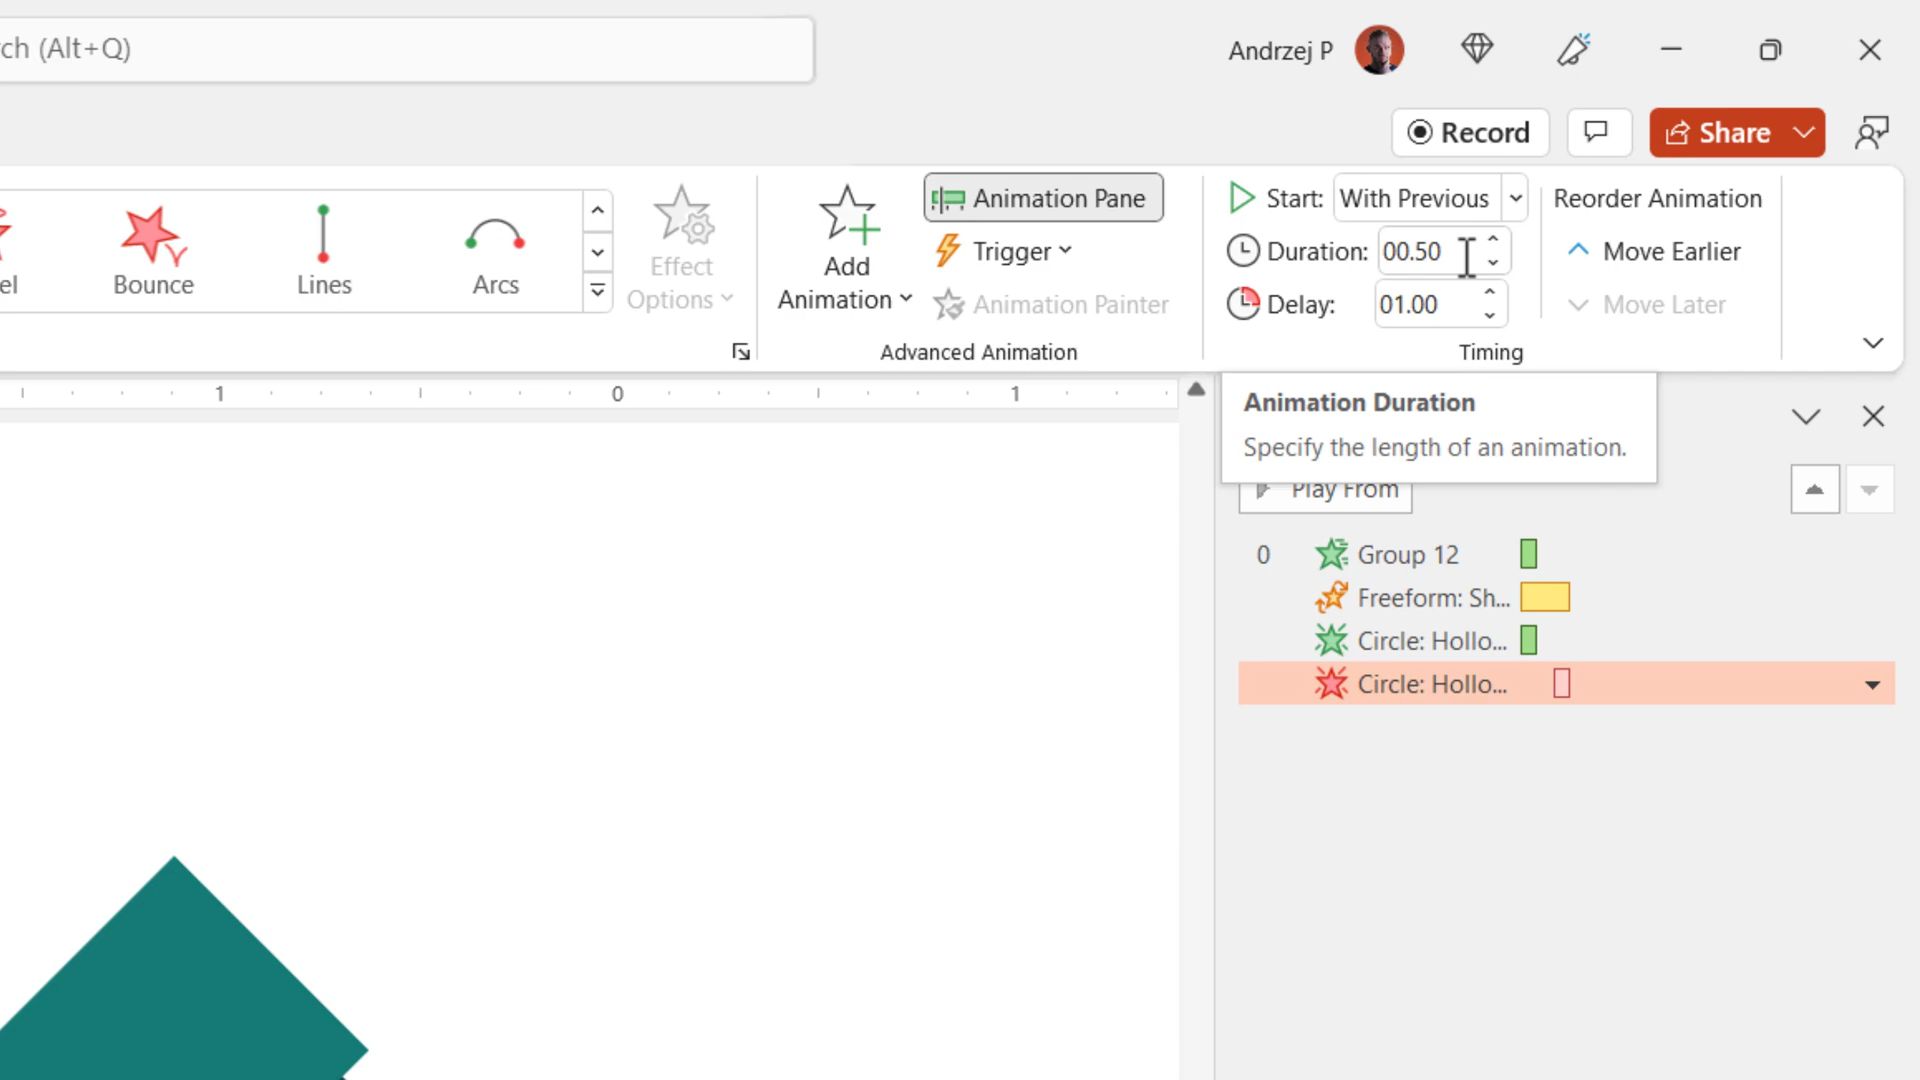 ch (Alt+Q)
Andrzej P
Record
Share
el
Bounce
Lines
Arcs
Effect
Options
Add
Animation
Animation Pane
Trigger
Animation Painter
Advanced Animation
Start: With Previous
Duration: 00.50
Delay: 01.00
Timing
Reorder Animation
Move Earlier
Move Later
1 0 1
Animation Duration
Specify the length of an animation.
Play From
0 Group 12
Freeform: Sh...
Circle: Hollo...
Circle: Hollo...